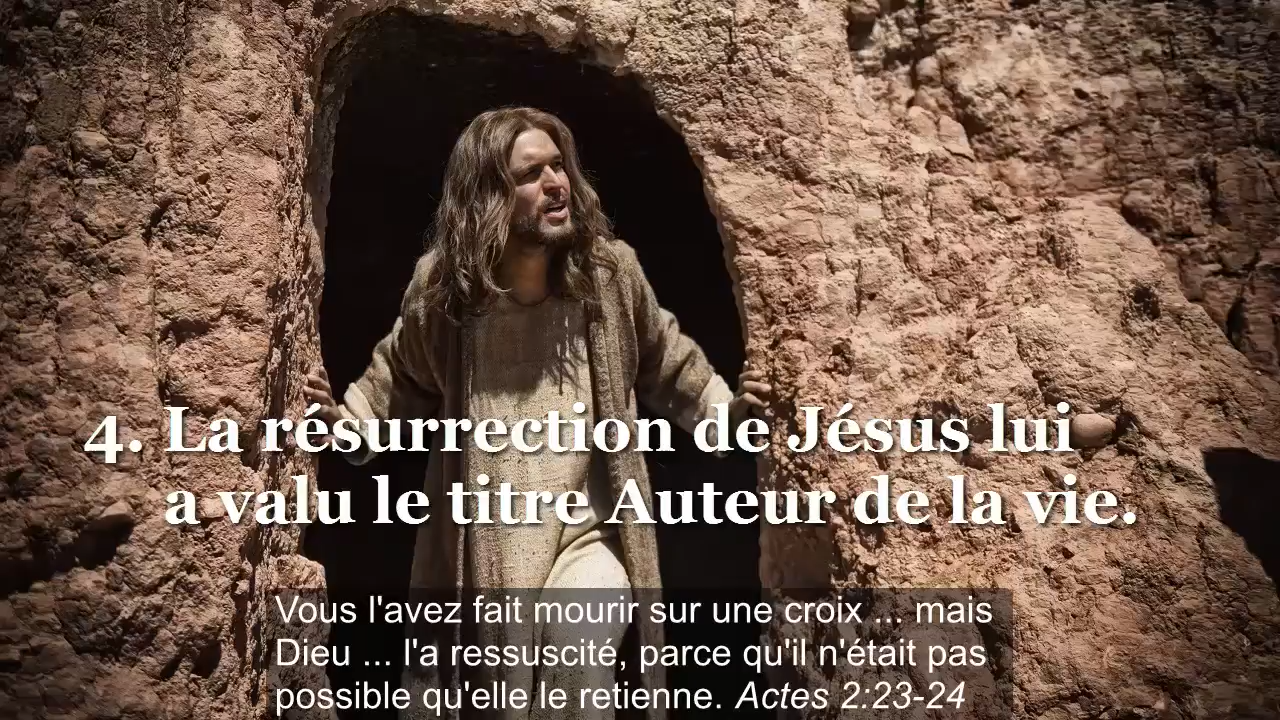 4. La résurrection de Jésus lui
a valu le titre Auteur de la vie.
Vous l'avez fait mourir sur une croix ... mais
Dieu ... l'a ressuscité, parce qu'il n'était pas
possible qu'elle le retienne. Actes 2:23-24